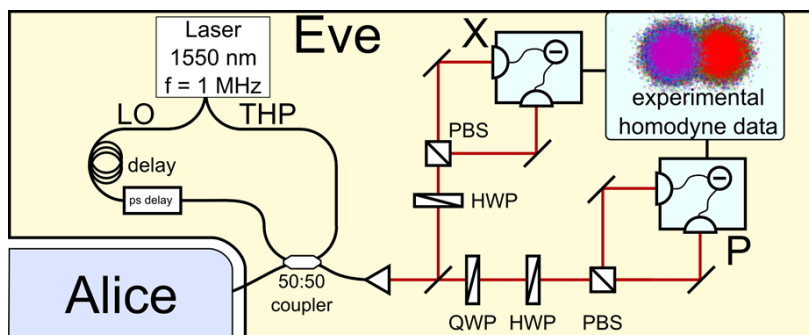 Laser
1550 nm
f = 1 MHz
Eve
X
LO
THP
delay
ps delay
PBS
HWP
experimental
homodyne data
P
Alice
50:50
coupler
QWP
HWP
PBS